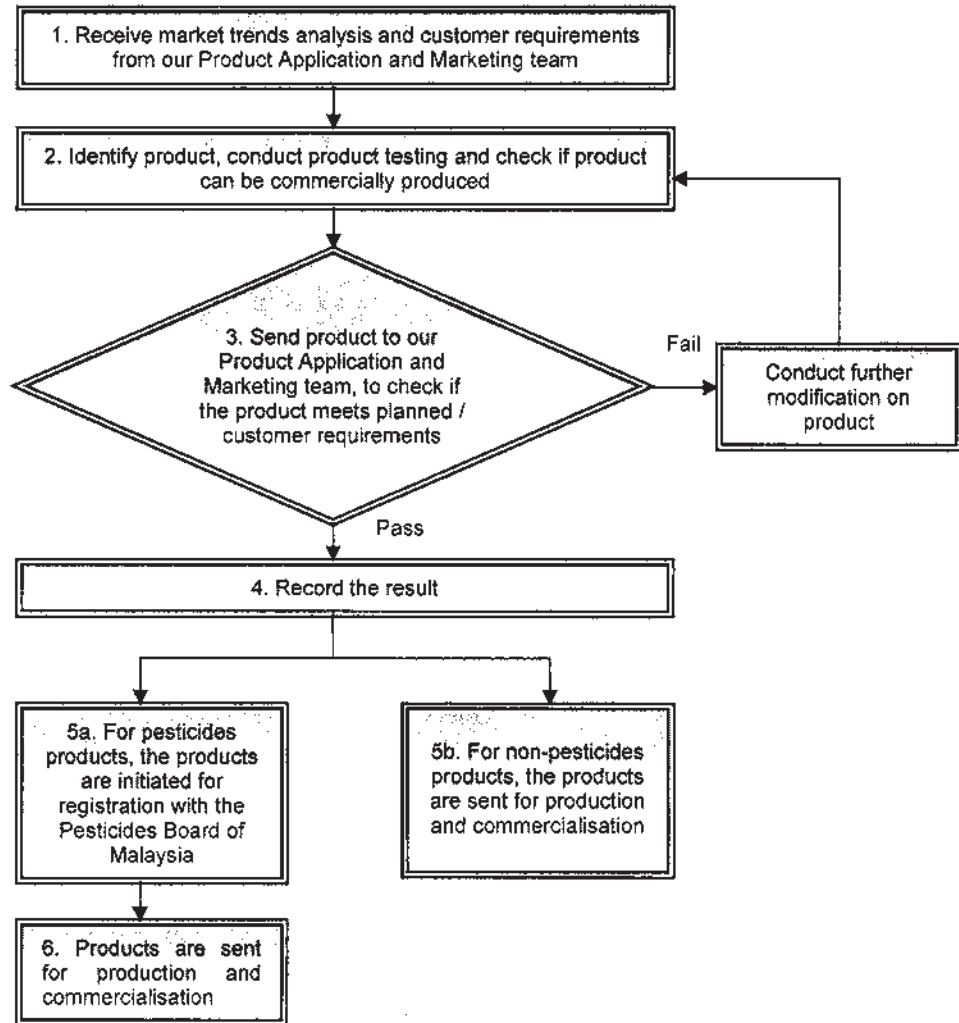 1. Receive market trends analysis and customer requirements
from our Product Application and Marketing team
2. Identify product, conduct product testing and check if product
can be commercially produced
3. Send product to our
Product Application and
Marketing team, to check if
the product meets planned /
customer requirements
Fail
Conduct further
modification on
product
Pass
4. Record the result
5a. For pesticides
products, the products
are initiated for
registration with the
Pesticides Board of
Malaysia
5b. For non-pesticides
products, the products
are sent for production
and commercialisation
6. Products are sent
for production and
commercialisation